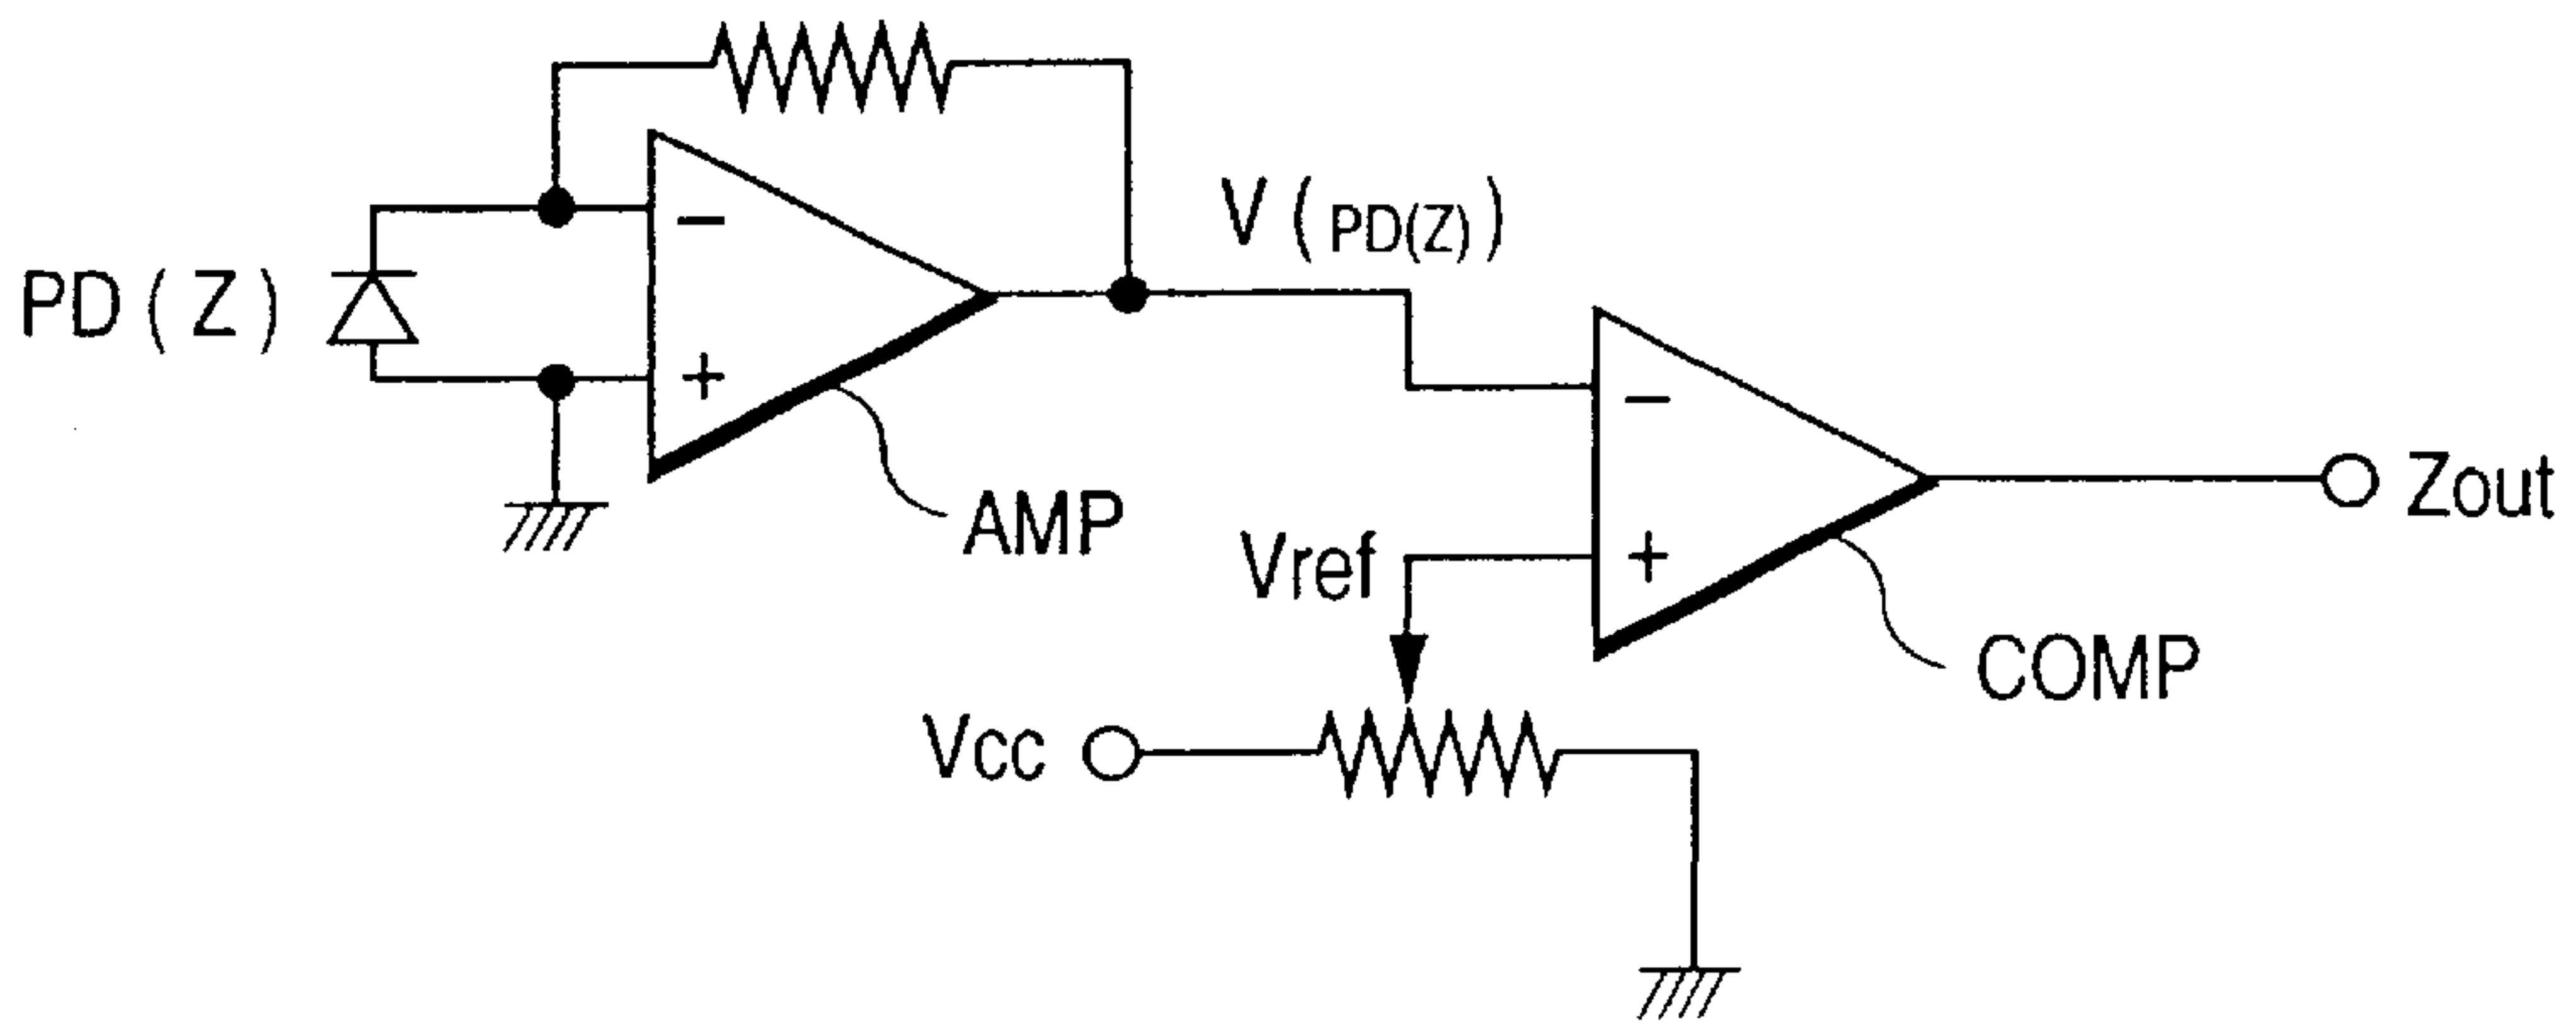 V (PD(Z))
PD ( Z )
−
+
AMP
−
+
Zout
Vref
COMP
Vcc